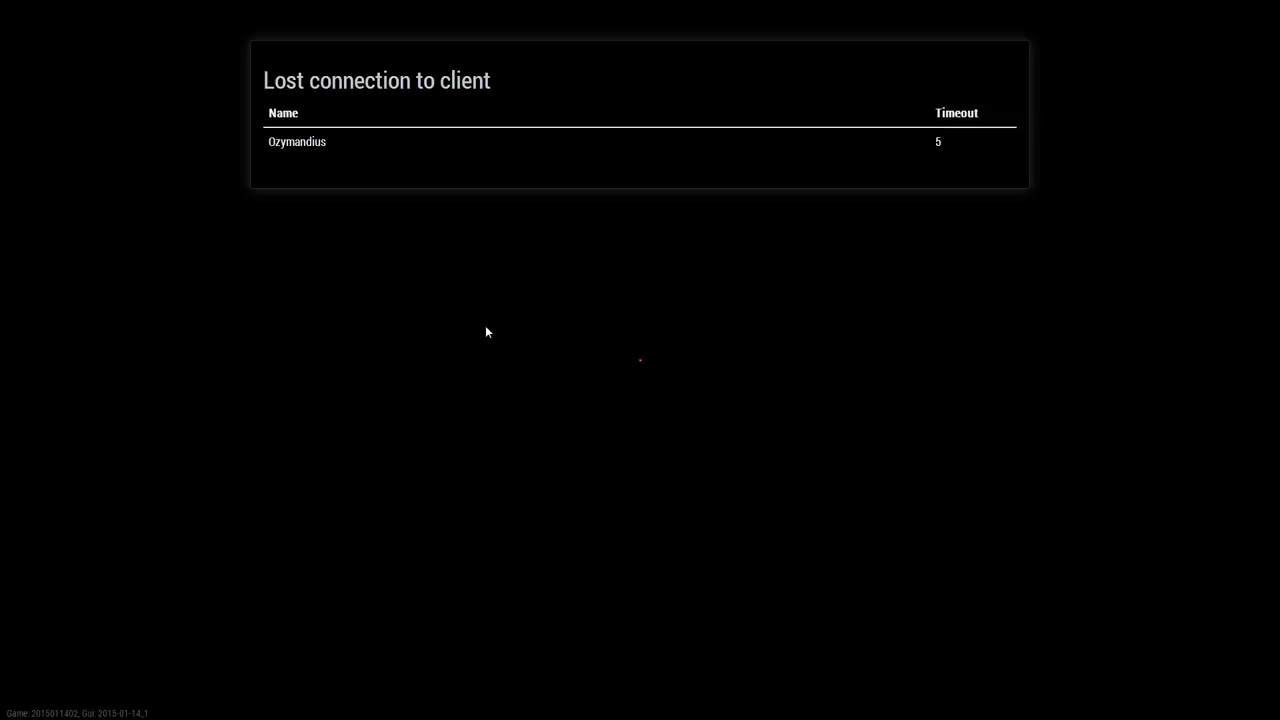 Lost connection to client
Name Timeout
Ozymandius 5
Game: 2015011402, Gui: 2015-01-14_1